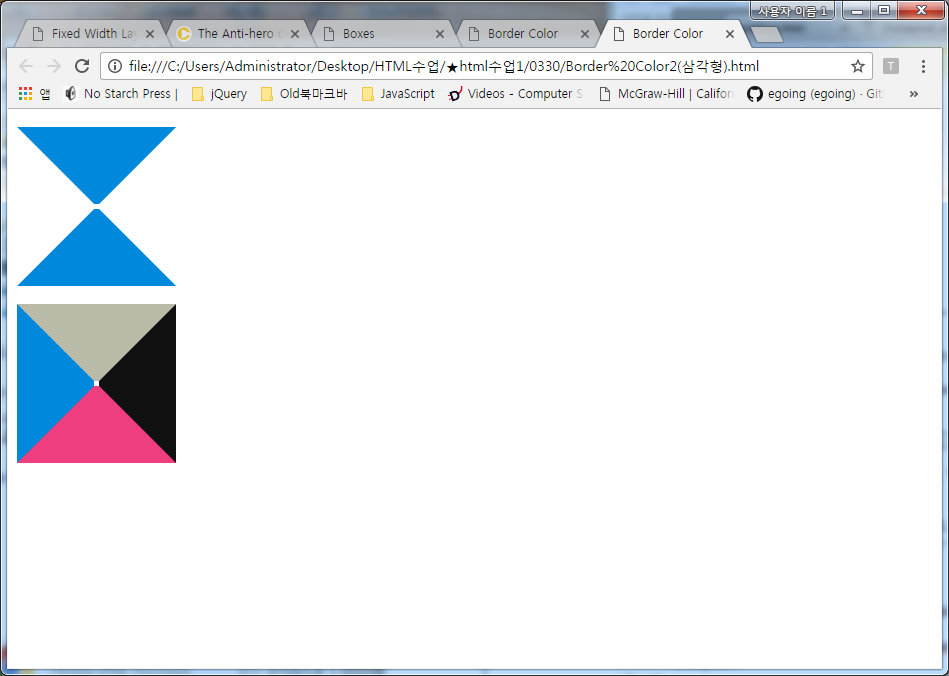 사용자 이름 1
Fixed Width La
The Anti-hero
Boxes
Border Color
Border Color
file:///C:/Users/Administrator/Desktop/HTML수업/★html수업1/0330/Border%20Color2(삼각형).html
T
앱
No Starch Press |
jQuery
Old북마크바
JavaScript
Videos - Computer S
McGraw-Hill | Califor
egoing (egoing) · Git
»